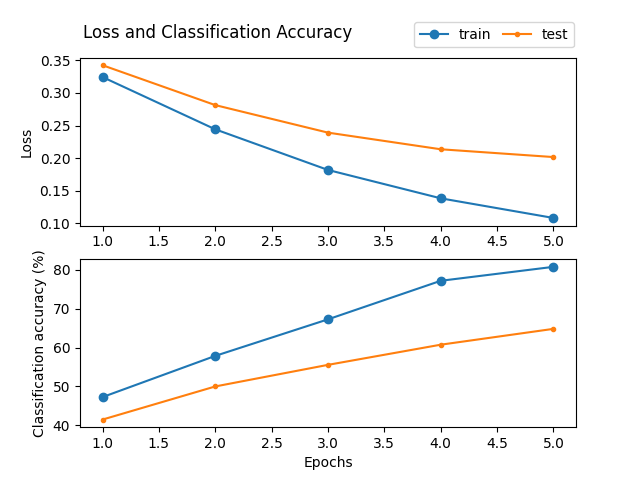 Loss and Classification Accuracy
train test
0.35
0.30
0.25
0.20
0.15
0.10
Loss
1.0 1.5 2.0 2.5 3.0 3.5 4.0 4.5 5.0
80
70
60
50
40
Classification accuracy (%)
1.0 1.5 2.0 2.5 3.0 3.5 4.0 4.5 5.0
Epochs